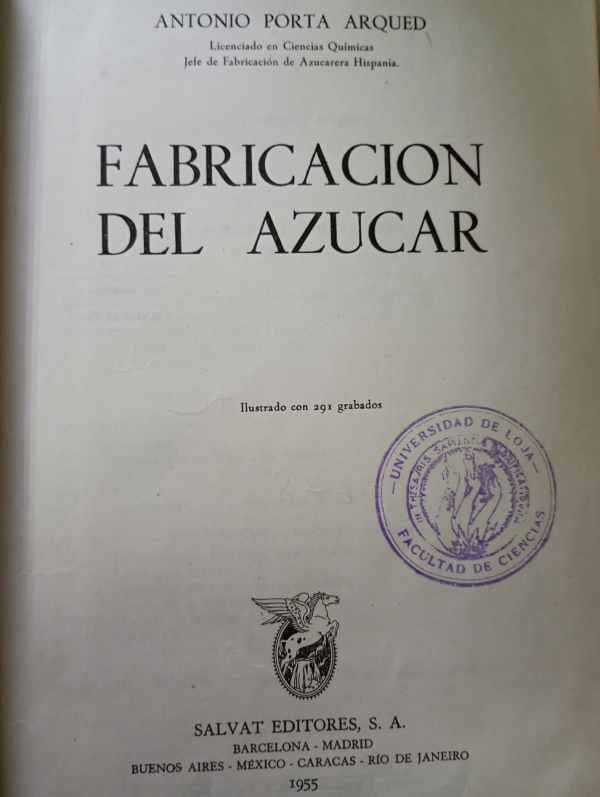 ANTONIO PORTA ARQUED
Licenciado en Ciencias Químicas
Jefe de Fabricación de Azucarera Hispania.
FABRICACION
DEL AZUCAR
Ilustrado con 291 grabados
UNIVERSIDAD DE LOJA
FACULTAD DE CIENCIAS
SALVAT EDITORES, S. A.
BARCELONA - MADRID
BUENOS AIRES - MÉXICO - CARACAS - RIO DE JANEIRO
1955